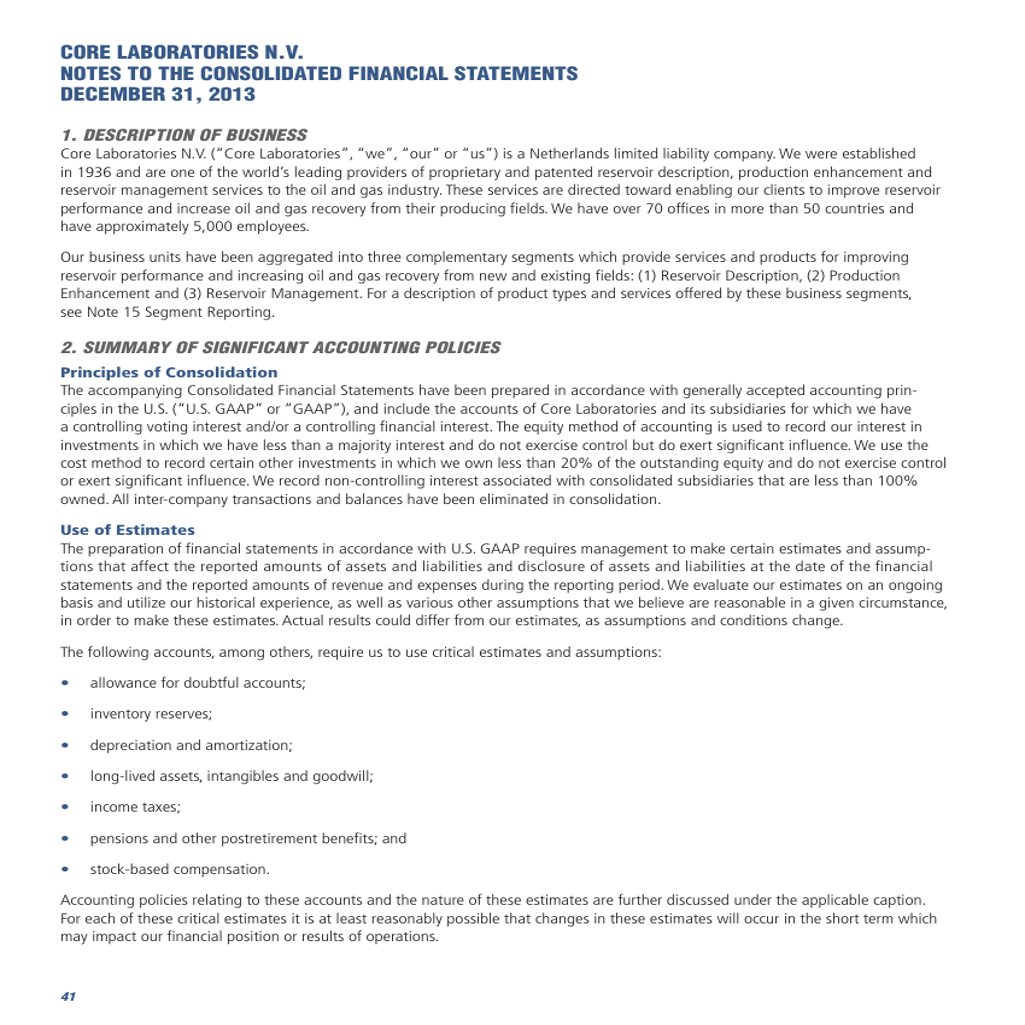 CORE LABORATORIES N.V.
NOTES TO THE CONSOLIDATED FINANCIAL STATEMENTS
DECEMBER 31, 2013
1. DESCRIPTION OF BUSINESS
Core Laboratories N.V. (“Core Laboratories”, “we”, “our” or “us”) is a Netherlands limited liability company. We were established
in 1936 and are one of the world’s leading providers of proprietary and patented reservoir description, production enhancement and
reservoir management services to the oil and gas industry. These services are directed toward enabling our clients to improve reservoir
performance and increase oil and gas recovery from their producing fields. We have over 70 offices in more than 50 countries and
have approximately 5,000 employees.
Our business units have been aggregated into three complementary segments which provide services and products for improving
reservoir performance and increasing oil and gas recovery from new and existing fields: (1) Reservoir Description, (2) Production
Enhancement and (3) Reservoir Management. For a description of product types and services offered by these business segments,
see Note 15 Segment Reporting.
2. SUMMARY OF SIGNIFICANT ACCOUNTING POLICIES
Principles of Consolidation
The accompanying Consolidated Financial Statements have been prepared in accordance with generally accepted accounting prin-
ciples in the U.S. (“U.S. GAAP” or “GAAP”), and include the accounts of Core Laboratories and its subsidiaries for which we have
a controlling voting interest and/or a controlling financial interest. The equity method of accounting is used to record our interest in
investments in which we have less than a majority interest and do not exercise control but do exert significant influence. We use the
cost method to record certain other investments in which we own less than 20% of the outstanding equity and do not exercise control
or exert significant influence. We record non-controlling interest associated with consolidated subsidiaries that are less than 100%
owned. All inter-company transactions and balances have been eliminated in consolidation.
Use of Estimates
The preparation of financial statements in accordance with U.S. GAAP requires management to make certain estimates and assump-
tions that affect the reported amounts of assets and liabilities and disclosure of assets and liabilities at the date of the financial
statements and the reported amounts of revenue and expenses during the reporting period. We evaluate our estimates on an ongoing
basis and utilize our historical experience, as well as various other assumptions that we believe are reasonable in a given circumstance,
in order to make these estimates. Actual results could differ from our estimates, as assumptions and conditions change.
The following accounts, among others, require us to use critical estimates and assumptions:
• allowance for doubtful accounts;
• inventory reserves;
• depreciation and amortization;
• long-lived assets, intangibles and goodwill;
• income taxes;
• pensions and other postretirement benefits; and
• stock-based compensation.
Accounting policies relating to these accounts and the nature of these estimates are further discussed under the applicable caption.
For each of these critical estimates it is at least reasonably possible that changes in these estimates will occur in the short term which
may impact our financial position or results of operations.
41